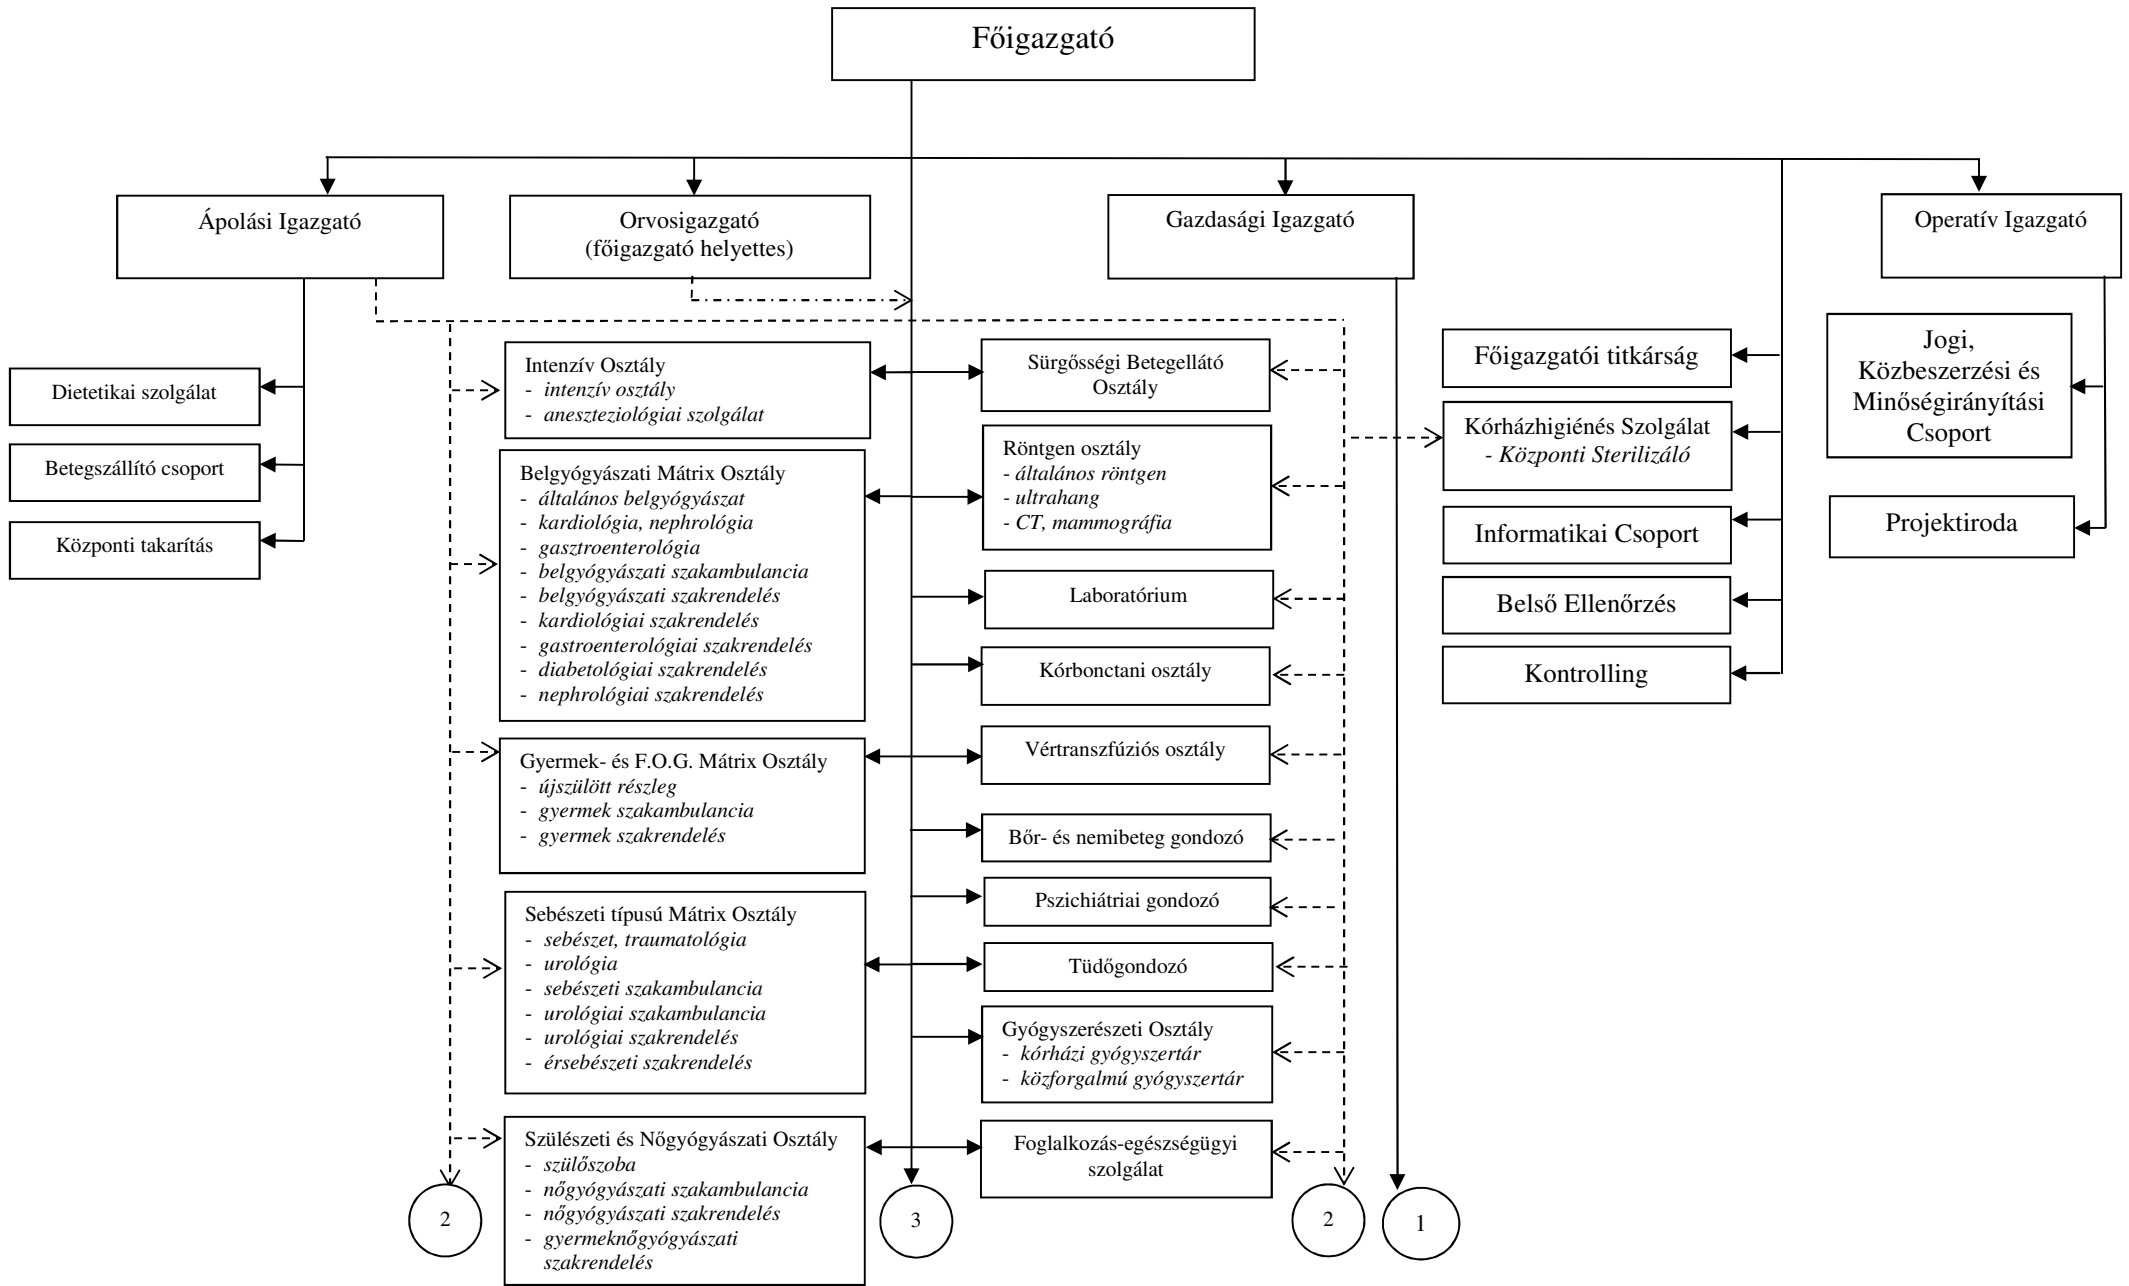 Főigazgató
Ápolási Igazgató
Orvosigazgató
(főigazgató helyettes)
Gazdasági Igazgató
Operatív Igazgató
Dietetikai szolgálat
Betegszállító csoport
Központi takarítás
Intenzív Osztály
- intenzív osztály
- aneszteziológiai szolgálat
Belgyógyászati Mátrix Osztály
- általános belgyógyászat
- kardiológia, nephrológia
- gasztroenterológia
- belgyógyászati szakambulancia
- belgyógyászati szakrendelés
- kardiológiai szakrendelés
- gastroenterológiai szakrendelés
- diabetológiai szakrendelés
- nephrológiai szakrendelés
Gyermek- és F.O.G. Mátrix Osztály
- újszülött részleg
- gyermek szakambulancia
- gyermek szakrendelés
Sebészeti típusú Mátrix Osztály
- sebészet, traumatológia
- urológia
- sebészeti szakambulancia
- urológiai szakambulancia
- urológiai szakrendelés
- érsebészeti szakrendelés
Szülészeti és Nőgyógyászati Osztály
- szülőszoba
- nőgyógyászati szakambulancia
- nőgyógyászati szakrendelés
- gyermeknőgyógyászati
szakrendelés
Sürgősségi Betegellátó
Osztály
Röntgen osztály
- általános röntgen
- ultrahang
- CT, mammográfia
Laboratórium
Kórbonctani osztály
Vértranszfúziós osztály
Bőr- és nemibeteg gondozó
Pszichiátriai gondozó
Tüdőgondozó
Gyógyszerészeti Osztály
- kórházi gyógyszertár
- közforgalmú gyógyszertár
Foglalkozás-egészségügyi
szolgálat
Főigazgatói titkárság
Kórházhigiénés Szolgálat
- Központi Sterilizáló
Informatikai Csoport
Belső Ellenőrzés
Kontrolling
Jogi,
Közbeszerzési és
Minőségirányítási
Csoport
Projektiroda
2
3
2
1